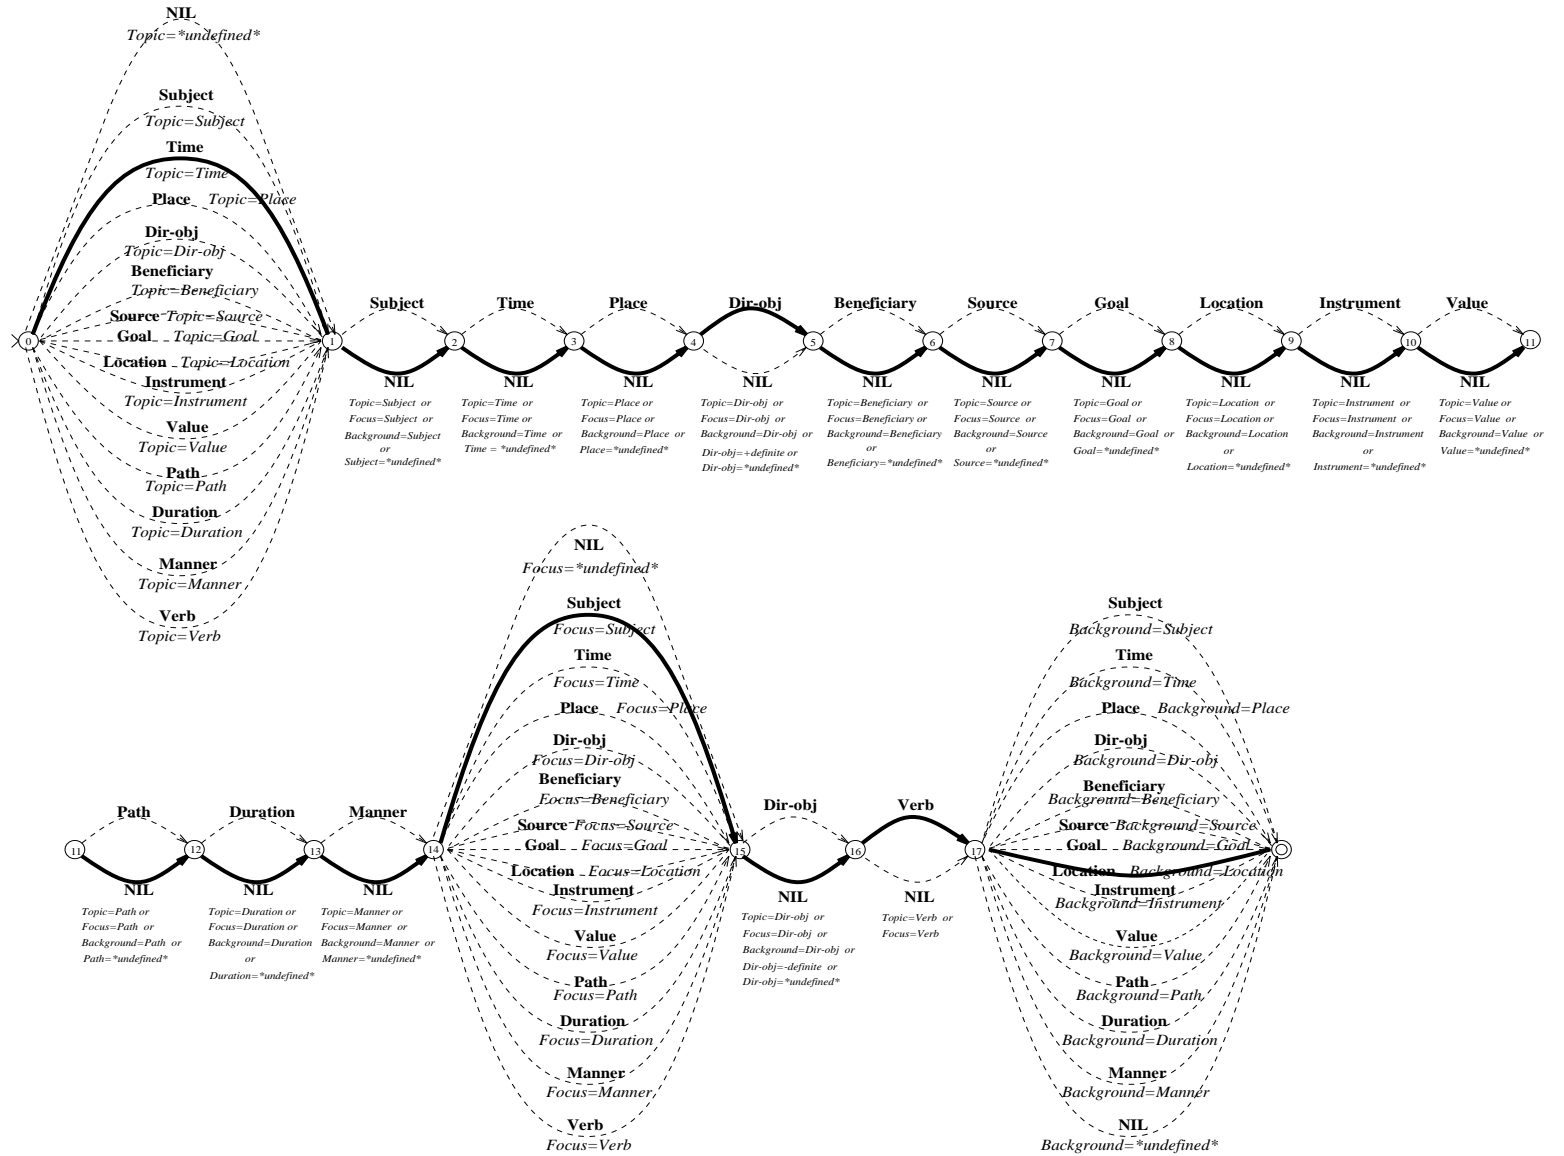 NIL
Topic=*undefined*
Subject
Topic=Subject
Time
Topic=Time
Place Topic=Place
Dir-obj
Topic=Dir-obj
Beneficiary
Topic=Beneficiary
Source Topic=Source
Goal Topic=Goal
Location Topic=Location
Instrument
Topic=Instrument
Value
Topic=Value
Path
Topic=Path
Duration
Topic=Duration
Manner
Topic=Manner
Verb
Topic=Verb
0 1 2 3 4 5 6 7 8 9 10 11
Subject
NIL
Topic=Subject or
Focus=Subject or
Background=Subject
or
Subject=*undefined*
Time
NIL
Topic=Time or
Focus=Time or
Background=Time or
Time = *undefined*
Place
NIL
Topic=Place or
Focus=Place or
Background=Place or
Place=*undefined*
Dir-obj
NIL
Topic=Dir-obj or
Focus=Dir-obj or
Background=Dir-obj or
Dir-obj=+definite or
Dir-obj=*undefined*
Beneficiary
NIL
Topic=Beneficiary or
Focus=Beneficiary or
Background=Beneficiary
or
Beneficiary=*undefined*
Source
NIL
Topic=Source or
Focus=Source or
Background=Source
or
Source=*undefined*
Goal
NIL
Topic=Goal or
Focus=Goal or
Background=Goal or
Goal=*undefined*
Location
NIL
Topic=Location or
Focus=Location or
Background=Location
or
Location=*undefined*
Instrument
NIL
Topic=Instrument or
Focus=Instrument or
Background=Instrument
or
Instrument=*undefined*
Value
NIL
Topic=Value or
Focus=Value or
Background=Value or
Value=*undefined*
11 12 13 14 15 16 17
Path
NIL
Topic=Path or
Focus=Path or
Background=Path or
Path=*undefined*
Duration
NIL
Topic=Duration or
Focus=Duration or
Background=Duration
or
Duration=*undefined*
Manner
NIL
Topic=Manner or
Focus=Manner or
Background=Manner or
Manner=*undefined*
NIL
Focus=*undefined*
Subject
Focus=Subject
Time
Focus=Time
Place Focus=Place
Dir-obj
Focus=Dir-obj
Beneficiary
Focus=Beneficiary
Source Focus=Source
Goal Focus=Goal
Location Focus=Location
Instrument
Focus=Instrument
Value
Focus=Value
Path
Focus=Path
Duration
Focus=Duration
Manner
Focus=Manner
Verb
Focus=Verb
Dir-obj
NIL
Topic=Dir-obj or
Focus=Dir-obj or
Background=Dir-obj or
Dir-obj=-definite or
Dir-obj=*undefined*
Verb
NIL
Topic=Verb or
Focus=Verb
Subject
Background=Subject
Time
Background=Time
Place Background=Place
Dir-obj
Background=Dir-obj
Beneficiary
Background=Beneficiary
Source Background=Source
Goal Background=Goal
Location Background=Location
Instrument
Background=Instrument
Value
Background=Value
Path
Background=Path
Duration
Background=Duration
Manner
Background=Manner
NIL
Background=*undefined*